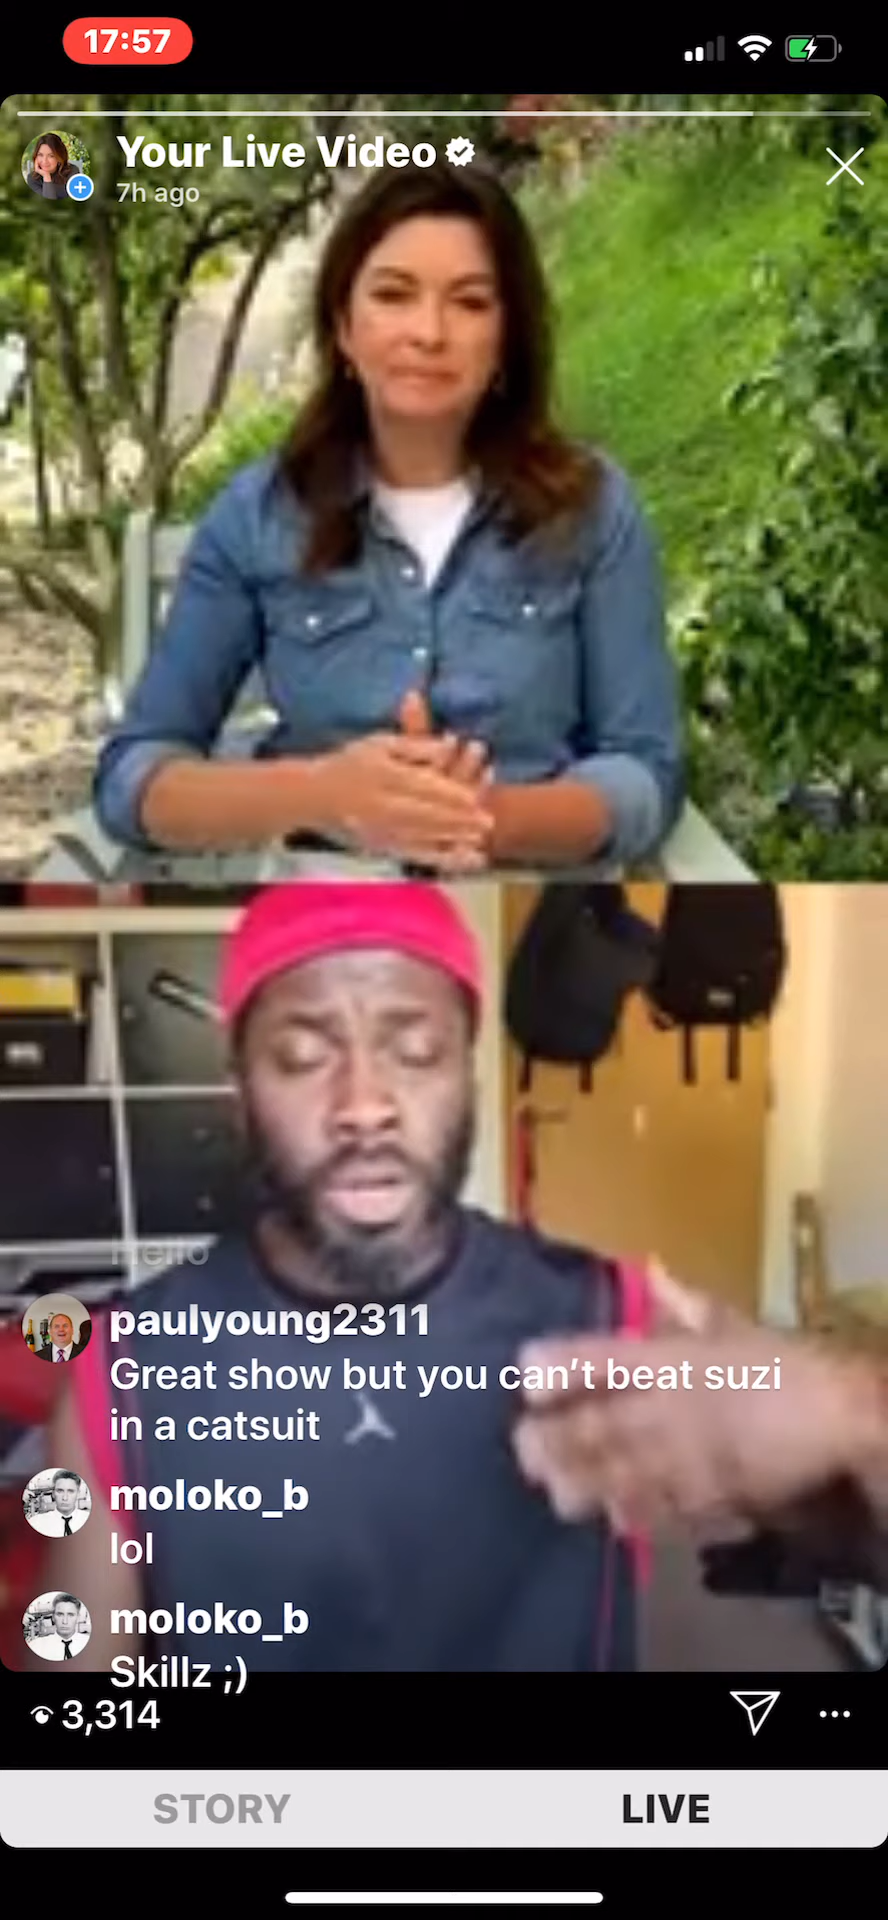 17:57
Your Live Video
7h ago
Hello
paulyoung2311
Great show but you can't beat suzi
in a catsuit
moloko_b
lol
moloko_b
Skillz ;)
3,314
STORY
LIVE